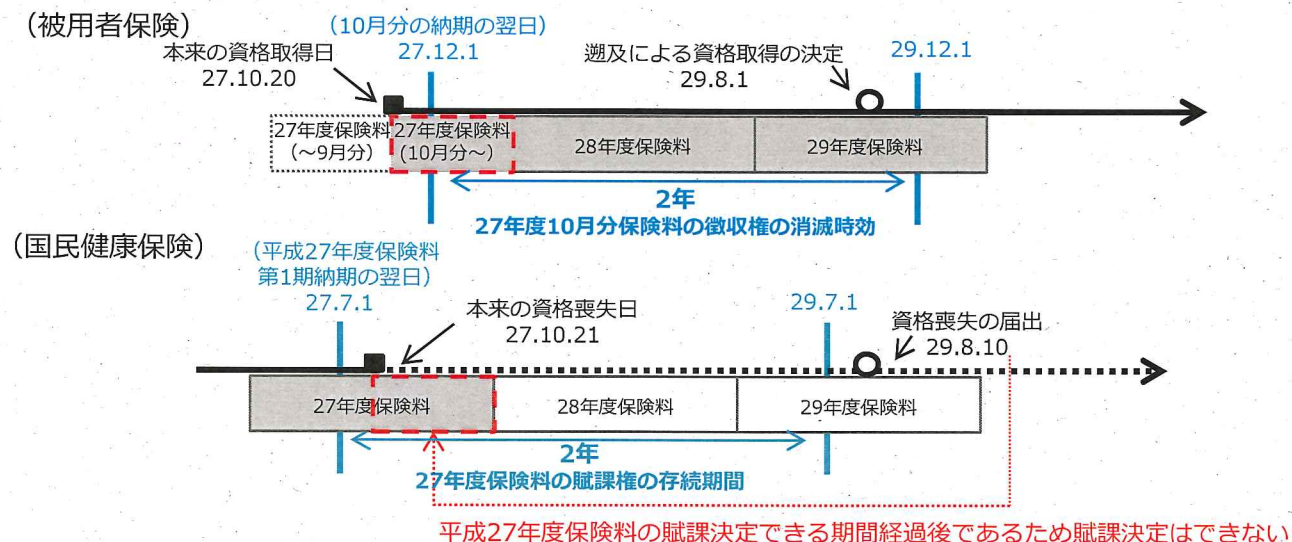 (被用者保険)
(10月分の納期の翌日)
27.12.1
本来の資格取得日
27.10.20
遡及による資格取得の決定
29.8.1
29.12.1
27年度保険料
(～9月分)
27年度保険料
(10月分～)
28年度保険料
29年度保険料
2年
27年度10月分保険料の徴収権の消滅時効
(国民健康保険)
(平成27年度保険料
第1期納期の翌日)
27.7.1
本来の資格喪失日
27.10.21
29.7.1
資格喪失の届出
29.8.10
27年度保険料
28年度保険料
29年度保険料
2年
27年度保険料の賦課権の存続期間
平成27年度保険料の賦課決定できる期間経過後であるため賦課決定はできない